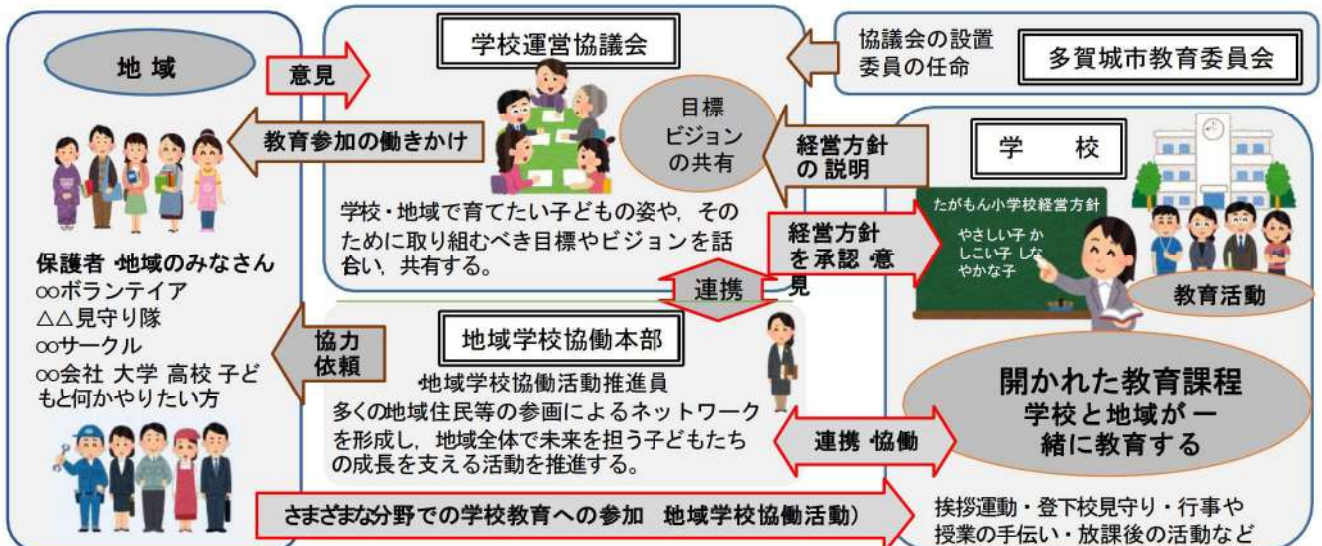 地 域
意見
教育参加の働きかけ
保護者・地域のみなさん
○○ボランテイア
△△見守り隊
○○サークル
○○会社 大学 高校 子ど
もと何かやりたい方
学校運営協議会
目標
ビジョン
の共有
学校・地域で育てたい子どもの姿や，その
ために取り組むべき目標やビジョンを話
合い，共有する。
協議会の設置
委員の任命
多賀城市教育委員会
経営方針
の 説明
経営方針
を承認・意
見
学 校
たがもん小学校経営方針
やさしい子 か
しこい子 しな
やかな子
教育活動
連携
協力
依頼
地域学校協働本部
・地域学校協働活動推進員
多くの地域住民等の参画によるネットワーク
を形成し，地域全体で未来を担う子どもたち
の成長を支える活動を推進する。
連携・協働
開かれた教育課程
学校と地域が 一
緒に教育する
さまざまな分野での学校教育への参加 地域学校協働活動）
挨拶運動・登下校見守り・行事や
授業の手伝い・放課後の活動など